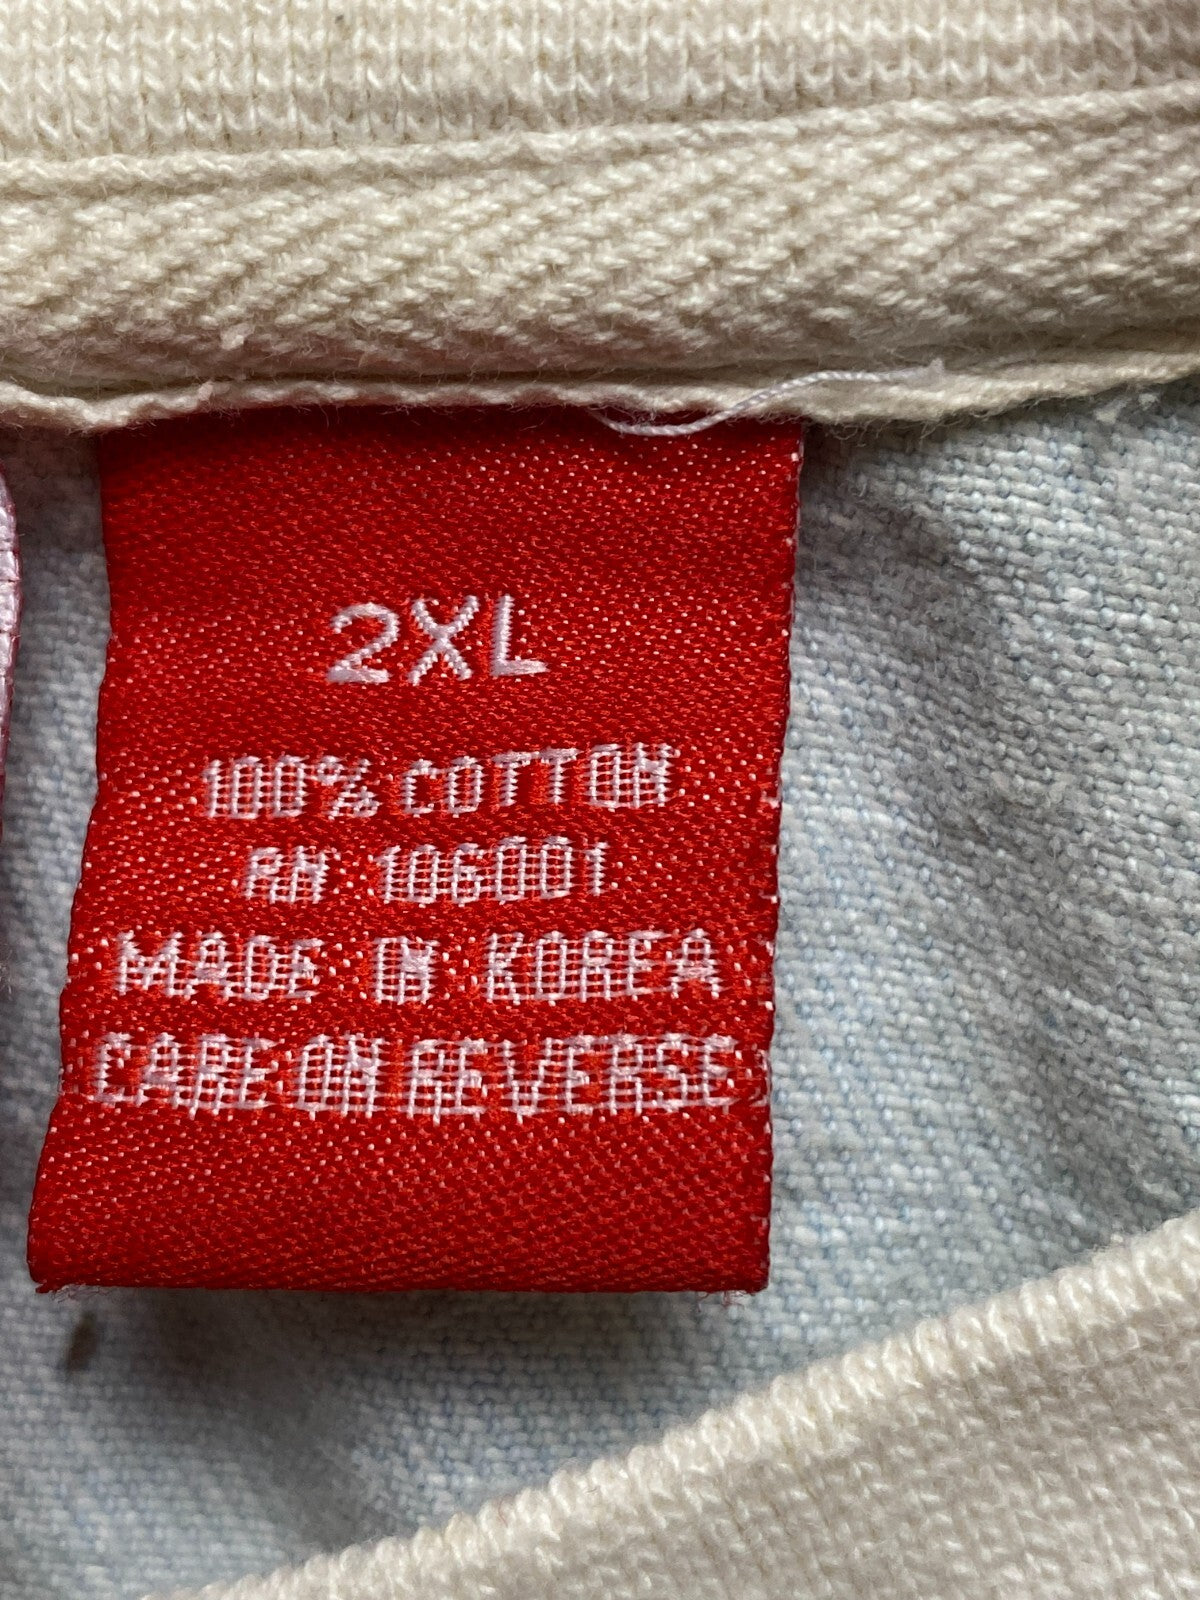 2XL
100% COTTON
RN 106001
MADE IN KOREA
CARE ON REVERSE